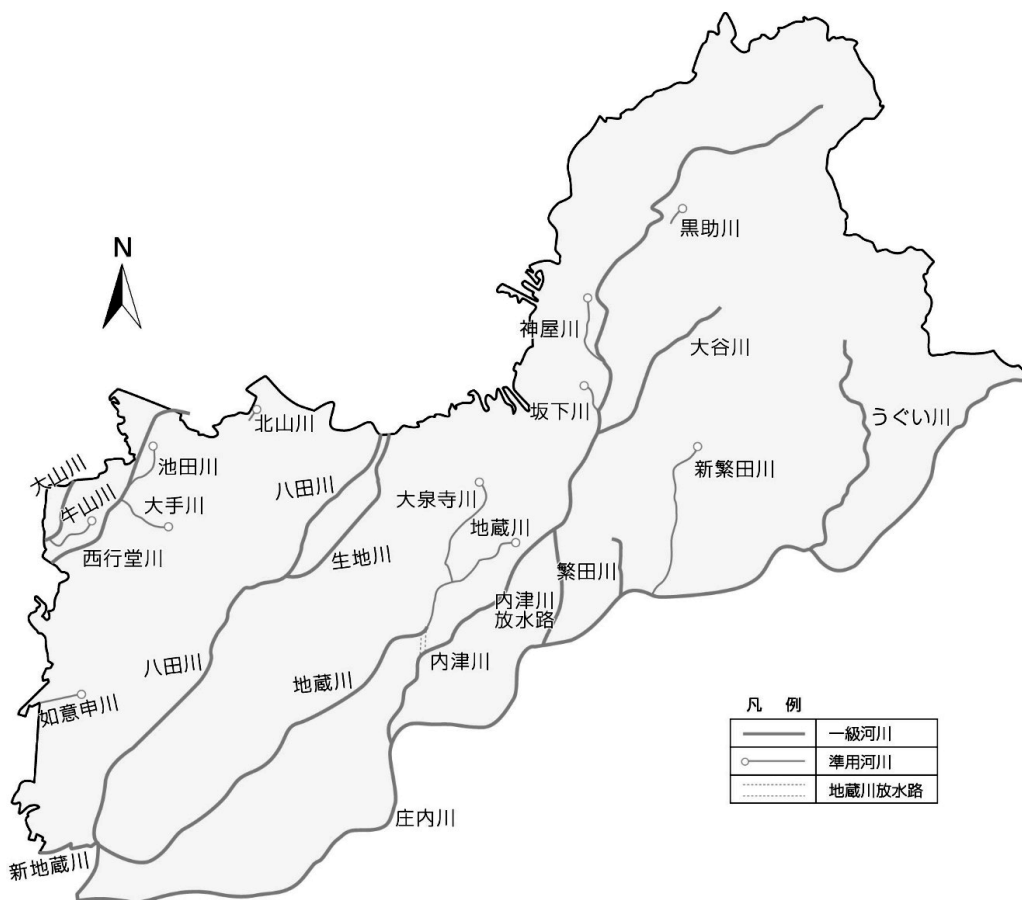 N
黒助川
神屋川
大谷川
坂下川
うぐい川
北山川
大山川
池田川
新繁田川
牛山川
大手川
八田川
大泉寺川
地蔵川
西行堂川
生地川
繁田川
内津川
放水路
八田川
地蔵川
内津川
如意申川
庄内川
新地蔵川
凡 例
一級河川
準用河川
地蔵川放水路